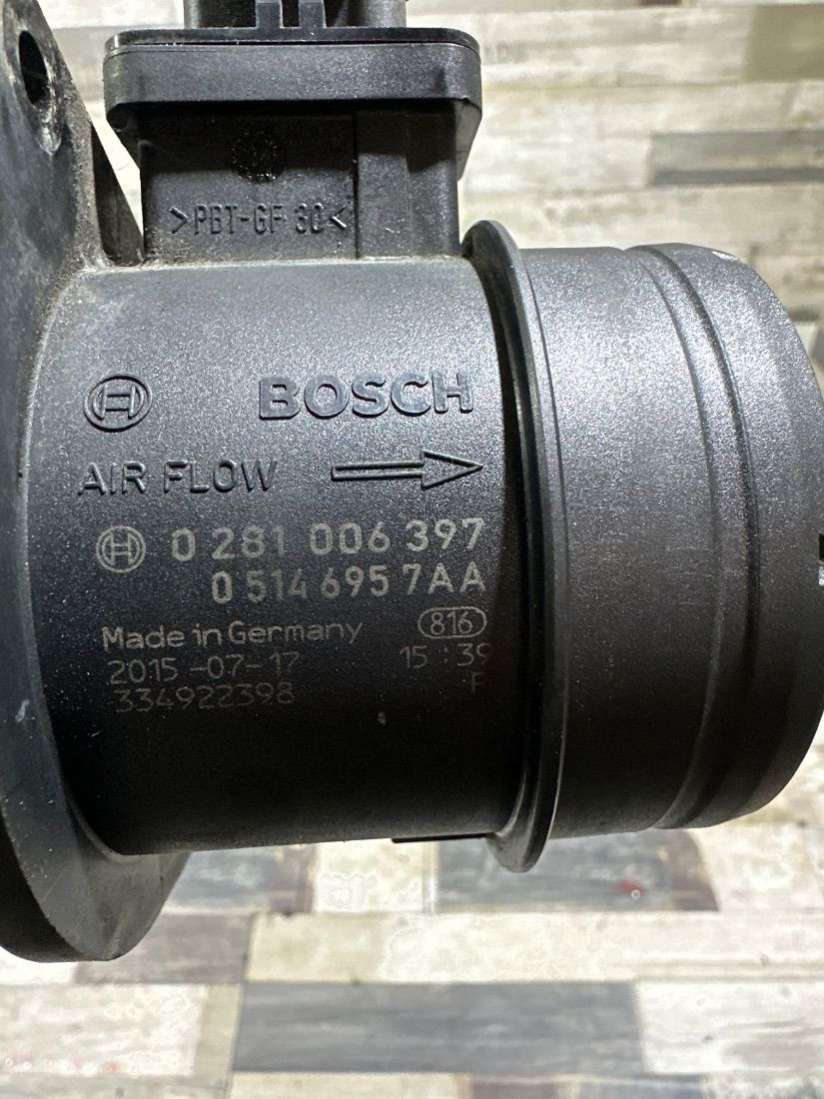 >PBT-GF 30<
BOSCH
AIR FLOW
0 281 006 397
0 514 695 7AA
Made in Germany 816
2015-07-17 15:39
334922398 F